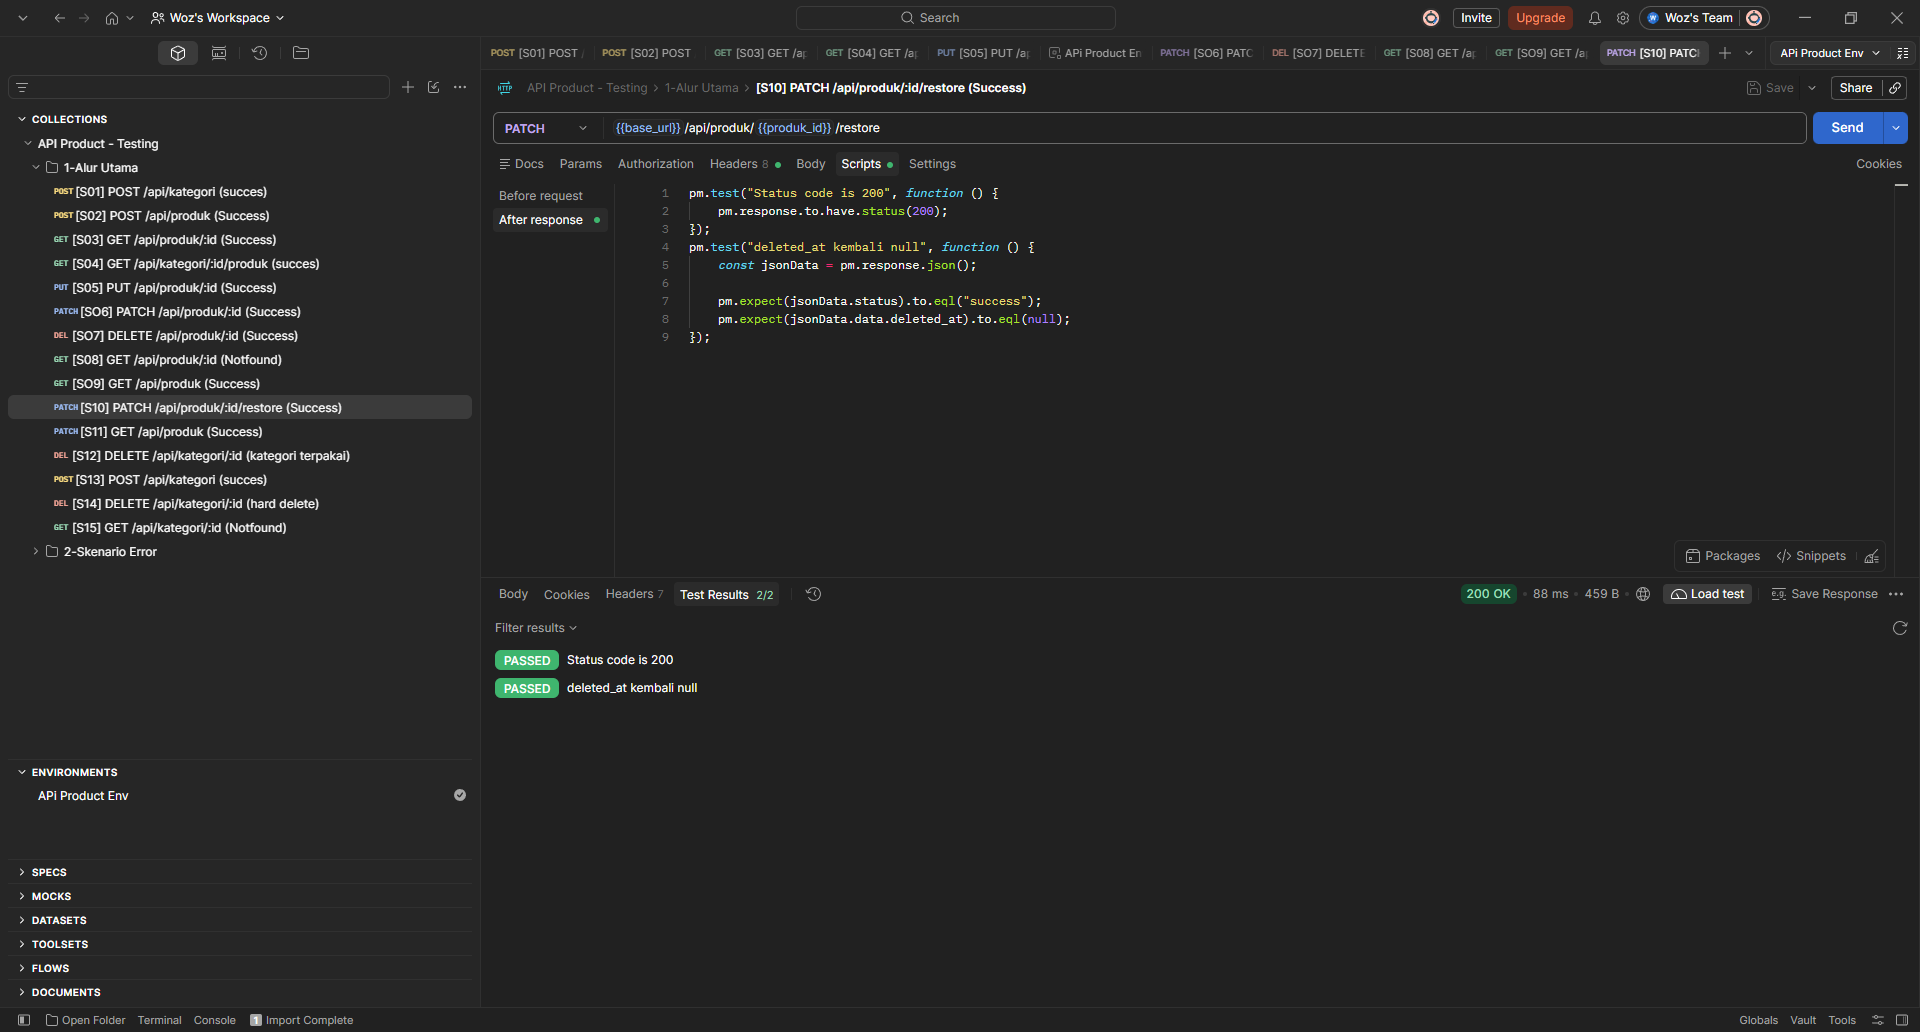 Woz's Workspace
Search
Invite
Upgrade
Woz's Team
POST [S01] POST
POST [S02] POST
GET [S03] GET /ap
GET [S04] GET /ap
PUT [S05] PUT /ap
APi Product En
PATCH [SO6] PATC
DEL [SO7] DELETE
GET [S08] GET /ap
GET [SO9] GET /ap
PATCH [S10] PATC
APi Product Env
COLLECTIONS
API Product - Testing
1-Alur Utama
POST [S01] POST /api/kategori (succes)
POST [S02] POST /api/produk (Success)
GET [S03] GET /api/produk/:id (Success)
GET [S04] GET /api/kategori/:id/produk (succes)
PUT [S05] PUT /api/produk/:id (Success)
PATCH [SO6] PATCH /api/produk/:id (Success)
DEL [SO7] DELETE /api/produk/:id (Success)
GET [S08] GET /api/produk/:id (Notfound)
GET [SO9] GET /api/produk (Success)
PATCH [S10] PATCH /api/produk/:id/restore (Success)
PATCH [S11] GET /api/produk (Success)
DEL [S12] DELETE /api/kategori/:id (kategori terpakai)
POST [S13] POST /api/kategori (succes)
DEL [S14] DELETE /api/kategori/:id (hard delete)
GET [S15] GET /api/kategori/:id (Notfound)
2-Skenario Error
ENVIRONMENTS
APi Product Env
SPECS
MOCKS
DATASETS
TOOLSETS
FLOWS
DOCUMENTS
HTTP API Product - Testing > 1-Alur Utama > [S10] PATCH /api/produk/:id/restore (Success)
Save
Share
PATCH {{base_url}} /api/produk/ {{produk_id}} /restore
Send
Docs Params Authorization Headers 8 Body Scripts Settings
Cookies
Before request
After response
1 pm.test("Status code is 200", function () {
2 pm.response.to.have.status(200);
3 });
4 pm.test("deleted_at kembali null", function () {
5 const jsonData = pm.response.json();
6
7 pm.expect(jsonData.status).to.eql("success");
8 pm.expect(jsonData.data.deleted_at).to.eql(null);
9 });
Packages
</> Snippets
Body Cookies Headers 7 Test Results 2/2
200 OK • 88 ms • 459 B
Load test
e.g. Save Response
Filter results
PASSED Status code is 200
PASSED deleted_at kembali null
Open Folder Terminal Console 1 Import Complete
Globals Vault Tools